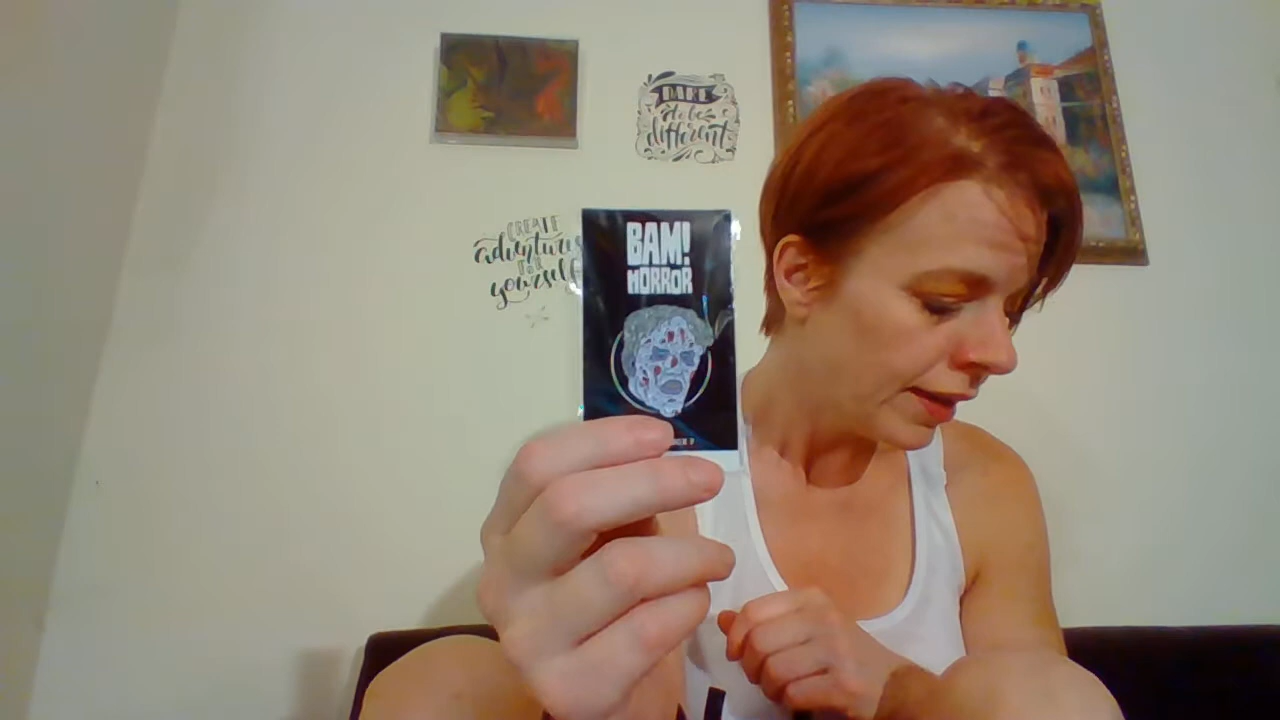 DARE
to be
different
CREATE
adventures
FOR
yourself
BAM!
HORROR